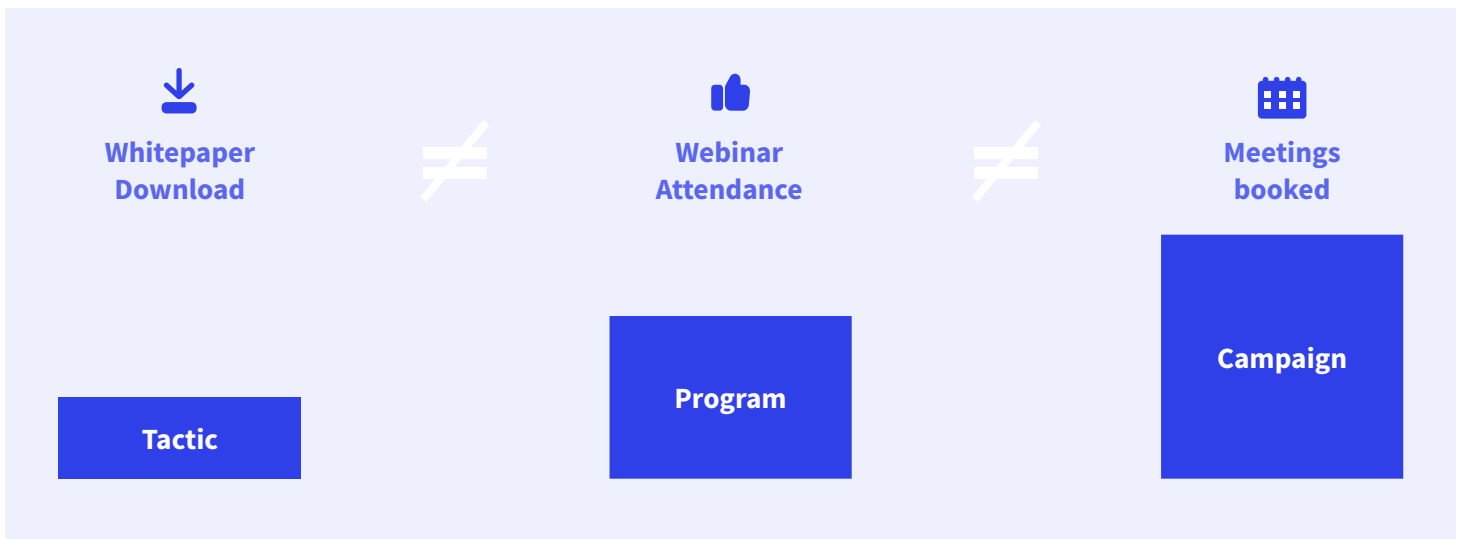 Whitepaper
Download
≠
Webinar
Attendance
≠
Meetings
booked
Tactic
Program
Campaign